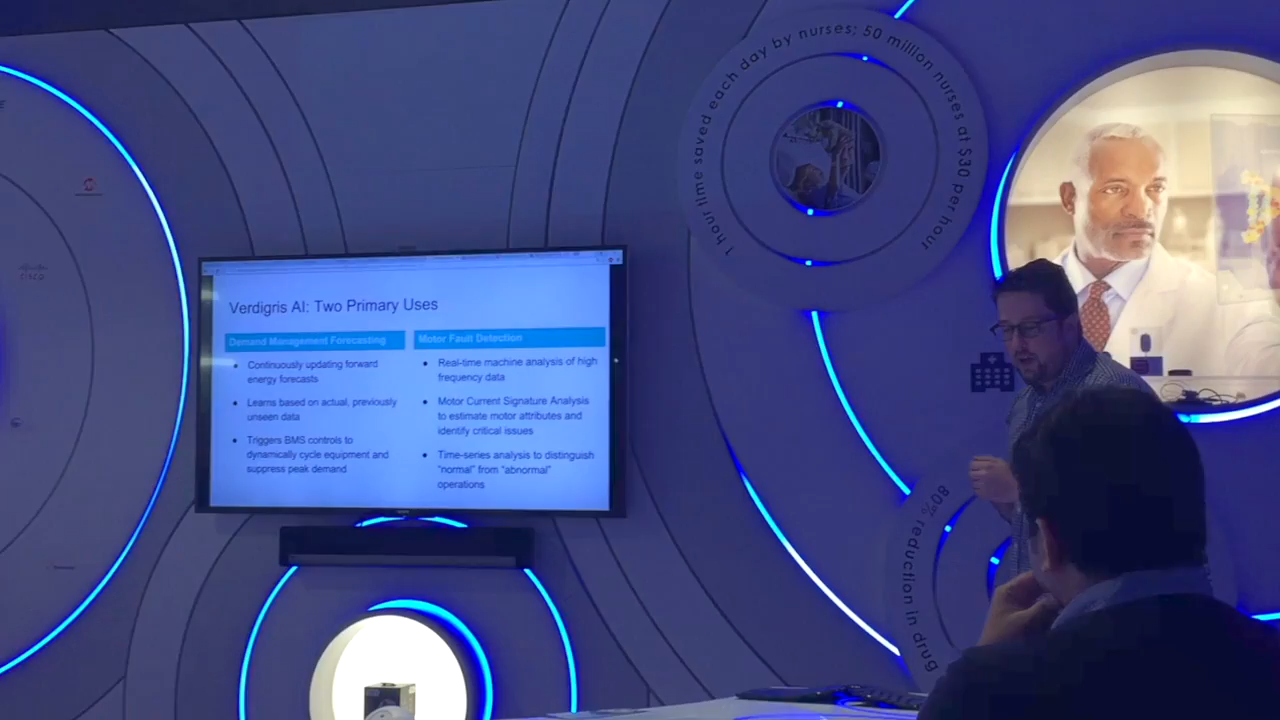 Verdigris AI: Two Primary Uses
Demand Management Forecasting
• Continuously updating forward
energy forecasts
• Learns based on actual, previously
unseen data
• Triggers BMS controls to
dynamically cycle equipment and
suppress peak demand
Motor Fault Detection
• Real-time machine analysis of high
frequency data
• Motor Current Signature Analysis
to estimate motor attributes and
identify critical issues
• Time-series analysis to distinguish
"normal" from "abnormal"
operations
1 hour time saved each day by nurses; 50 million nurses at $30 per hour
80% reduction in drug
CISCO